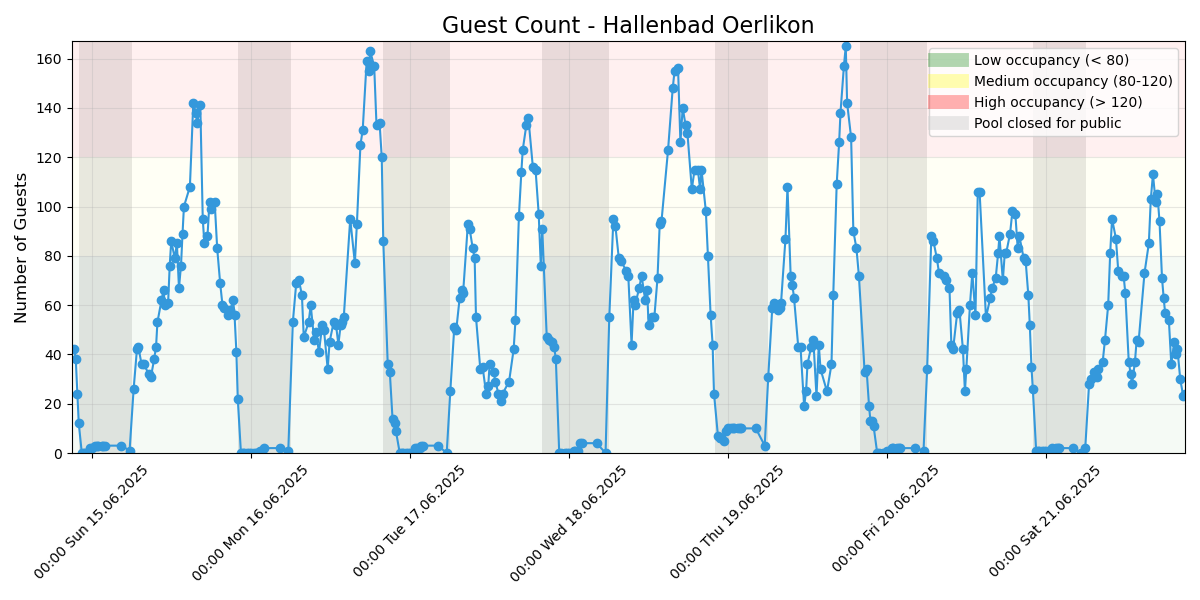 Guest Count - Hallenbad Oerlikon
Number of Guests
160
140
120
100
80
60
40
20
0
Low occupancy (< 80)
Medium occupancy (80-120)
High occupancy (> 120)
Pool closed for public
00:00 Sun 15.06.2025
00:00 Mon 16.06.2025
00:00 Tue 17.06.2025
00:00 Wed 18.06.2025
00:00 Thu 19.06.2025
00:00 Fri 20.06.2025
00:00 Sat 21.06.2025